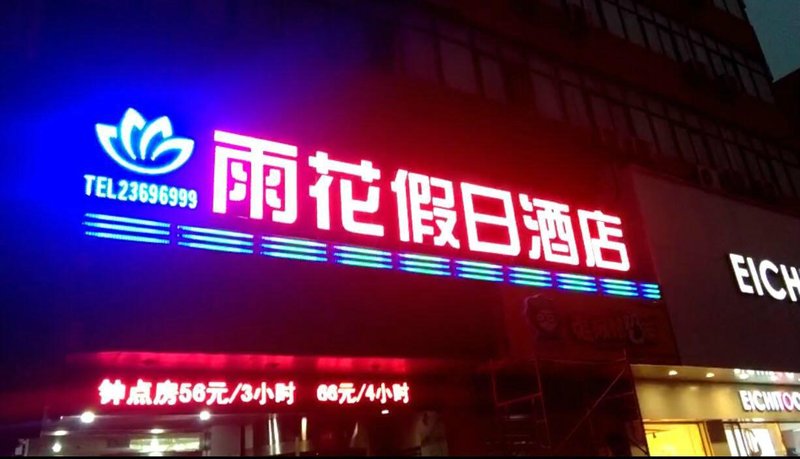 雨花假日酒店
TEL23696999
钟点房56元/3小时 66元/4小时
EICH
EICHITOO